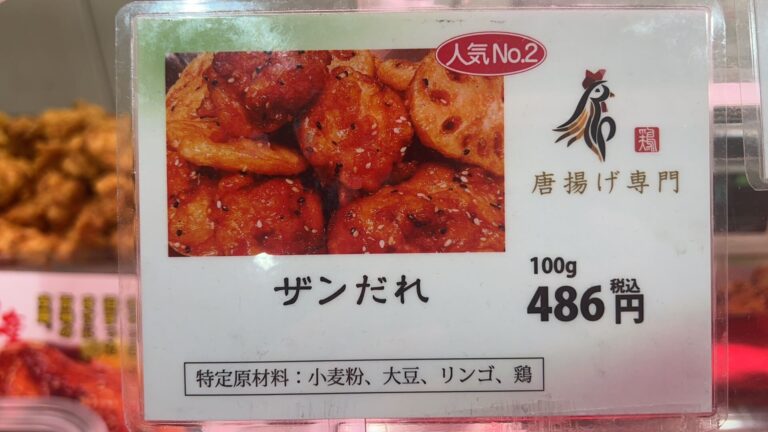 人気No.2
鶏
唐揚げ専門
ザンだれ
100g
486税込円
特定原材料：小麦粉、大豆、リンゴ、鶏